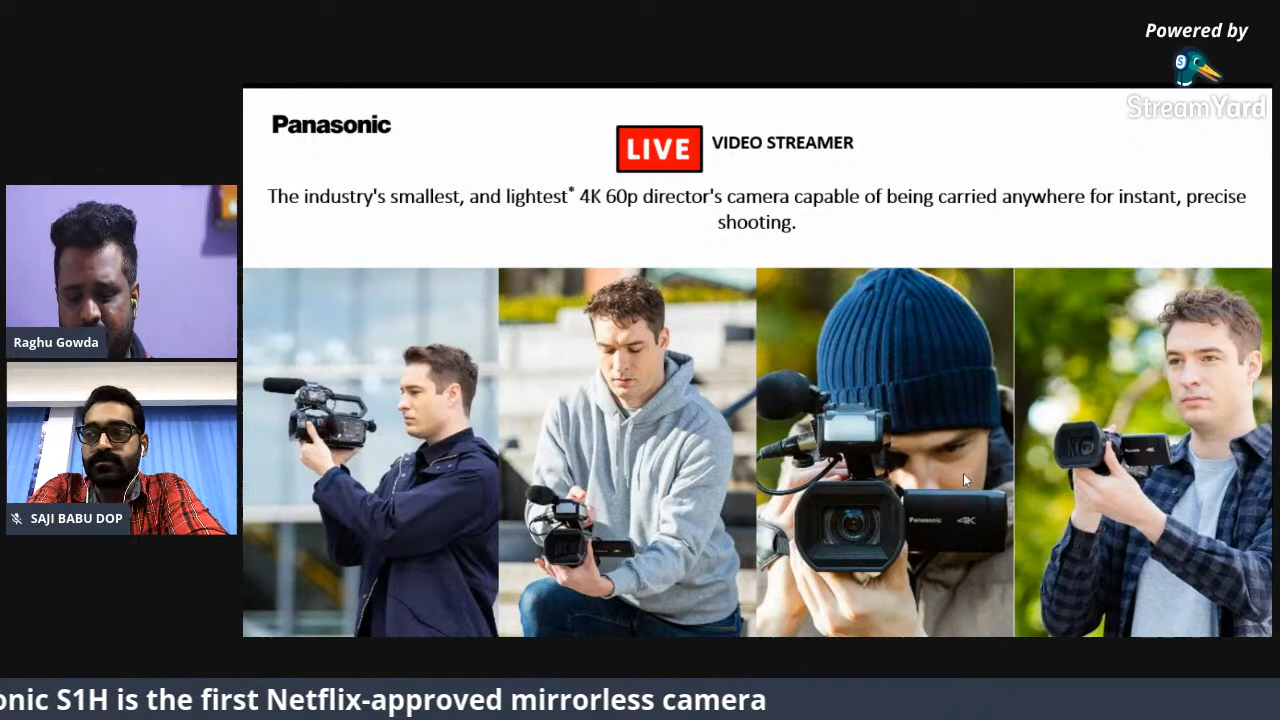 Powered by
S
StreamYard
Panasonic
LIVE VIDEO STREAMER
The industry's smallest, and lightest* 4K 60p director's camera capable of being carried anywhere for instant, precise
shooting.
Raghu Gowda
SAJI BABU DOP
Panasonic 4K
4K
onic S1H is the first Netflix-approved mirrorless camera